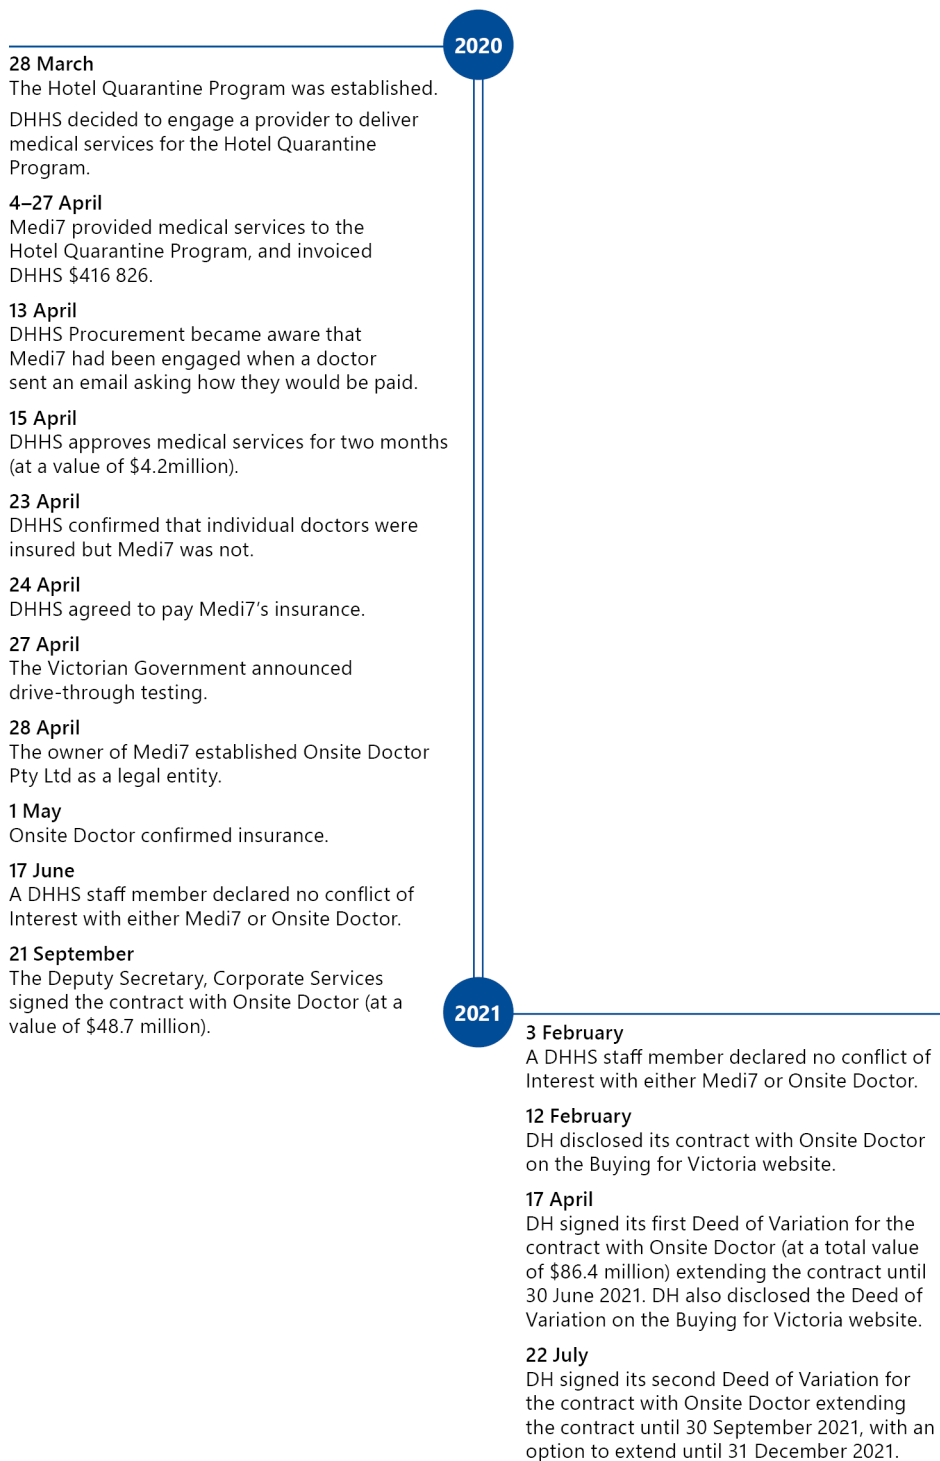 2020
28 March
The Hotel Quarantine Program was established.
DHHS decided to engage a provider to deliver
medical services for the Hotel Quarantine
Program.
4–27 April
Medi7 provided medical services to the
Hotel Quarantine Program, and invoiced
DHHS $416 826.
13 April
DHHS Procurement became aware that
Medi7 had been engaged when a doctor
sent an email asking how they would be paid.
15 April
DHHS approves medical services for two months
(at a value of $4.2million).
23 April
DHHS confirmed that individual doctors were
insured but Medi7 was not.
24 April
DHHS agreed to pay Medi7’s insurance.
27 April
The Victorian Government announced
drive-through testing.
28 April
The owner of Medi7 established Onsite Doctor
Pty Ltd as a legal entity.
1 May
Onsite Doctor confirmed insurance.
17 June
A DHHS staff member declared no conflict of
Interest with either Medi7 or Onsite Doctor.
21 September
The Deputy Secretary, Corporate Services
signed the contract with Onsite Doctor (at a
value of $48.7 million).
2021
3 February
A DHHS staff member declared no conflict of
Interest with either Medi7 or Onsite Doctor.
12 February
DH disclosed its contract with Onsite Doctor
on the Buying for Victoria website.
17 April
DH signed its first Deed of Variation for the
contract with Onsite Doctor (at a total value
of $86.4 million) extending the contract until
30 June 2021. DH also disclosed the Deed of
Variation on the Buying for Victoria website.
22 July
DH signed its second Deed of Variation for
the contract with Onsite Doctor extending
the contract until 30 September 2021, with an
option to extend until 31 December 2021.